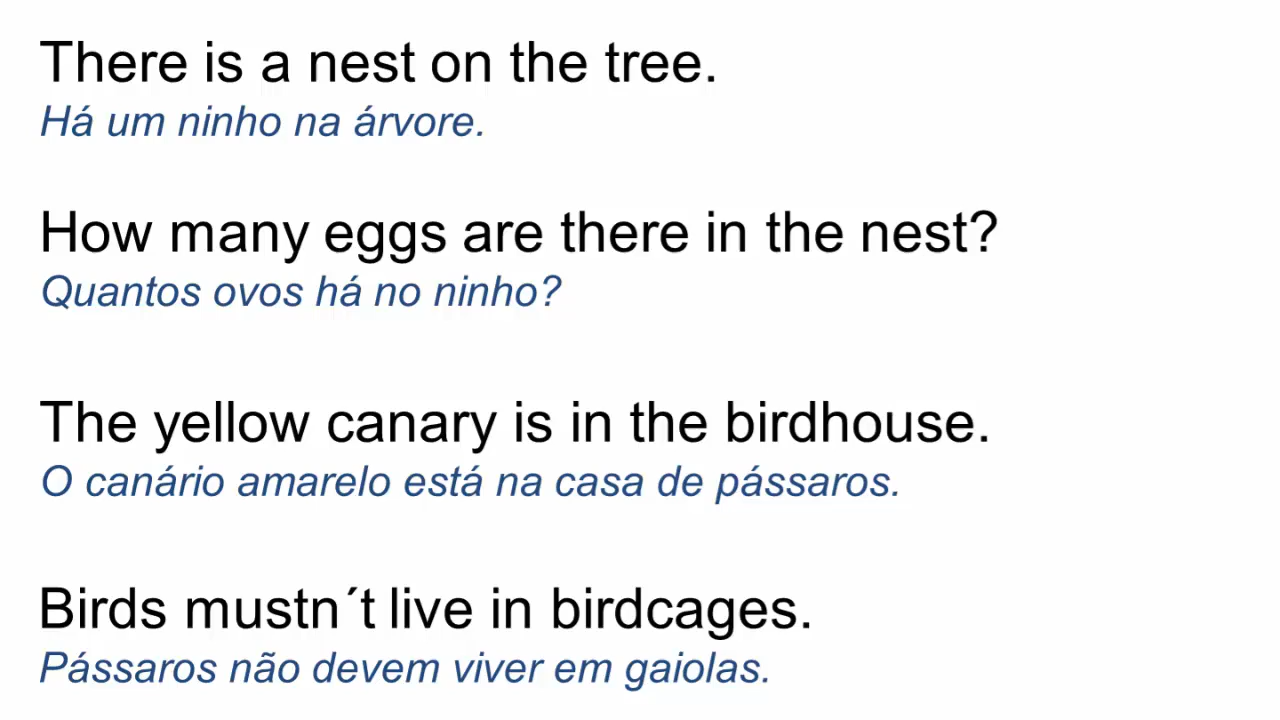 There is a nest on the tree.
Há um ninho na árvore.
How many eggs are there in the nest?
Quantos ovos há no ninho?
The yellow canary is in the birdhouse.
O canário amarelo está na casa de pássaros.
Birds mustn´t live in birdcages.
Pássaros não devem viver em gaiolas.